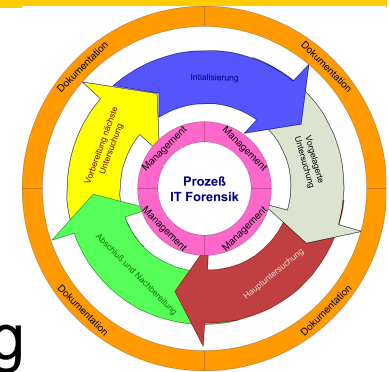 Dokumentation
Dokumentation
Intialisierung
Vorbereitung nächste
Untersuchung
Vorgelagerte
Untersuchung
Management
Management
Prozeß
IT Forensik
Management
Management
Abschluß und Nachbereitung
Hauptuntersuchung
Dokumentation
Dokumentation
g